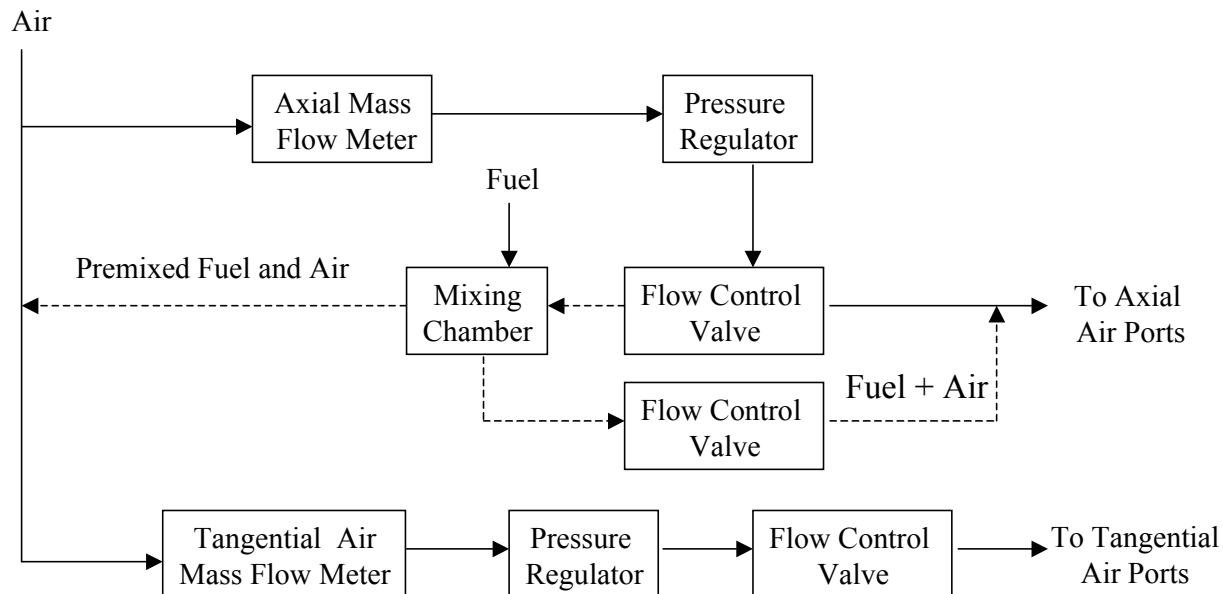 Air
Axial Mass
Flow Meter
Pressure
Regulator
Fuel
Premixed Fuel and Air
Mixing
Chamber
Flow Control
Valve
To Axial
Air Ports
Fuel + Air
Flow Control
Valve
Tangential Air
Mass Flow Meter
Pressure
Regulator
Flow Control
Valve
To Tangential
Air Ports